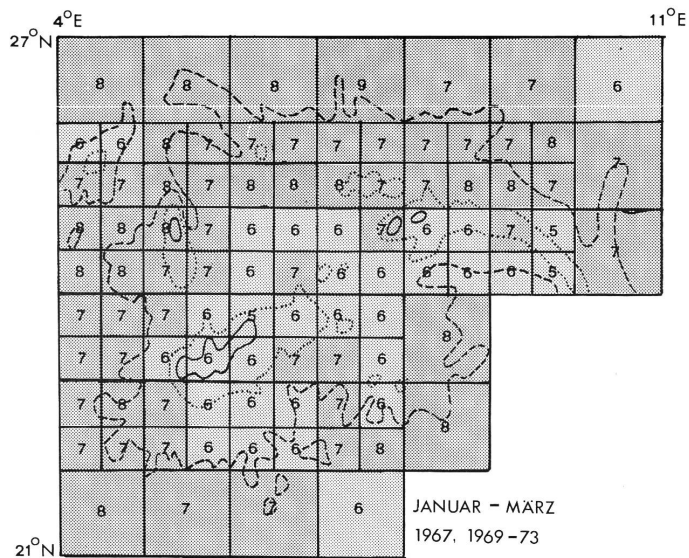 4°E 11°E
27°N
8 8 8 9 7 7 6
6 6 8 7 7 7 7 7 7 7 7 8
7
7 7 8 7 8 8 8 7 7 8 8 7
8 8 8 7 6 6 6 7 6 6 7 5
7
8 8 7 7 6 7 6 6 6 6 6 5
7 7 7 6 5 6 6 6
8
7 7 6 6 6 7 7 6
7 8 7 6 6 6 7 6
7 7 7 6 6 6 7 8
8
8 7 7 6
JANUAR – MÄRZ
1967, 1969–73
21°N